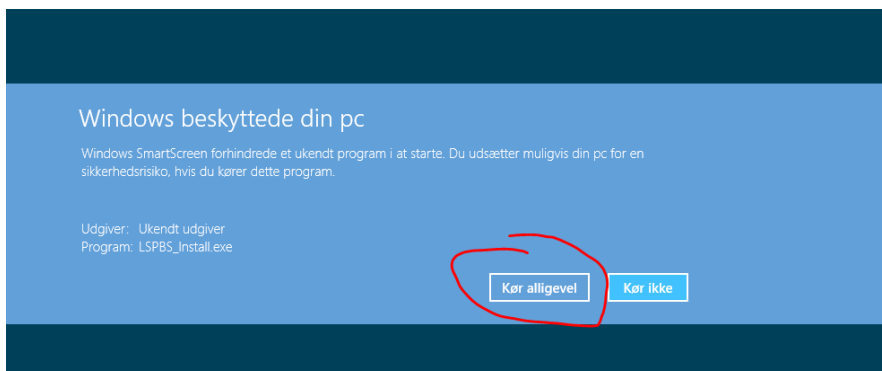 Windows beskyttede din pc
Windows SmartScreen forhindrede et ukendt program i at starte. Du udsætter muligvis din pc for en
sikkerhedsrisiko, hvis du kører dette program.
Udgiver: Ukendt udgiver
Program: LSPBS_Install.exe
Kør alligevel Kør ikke